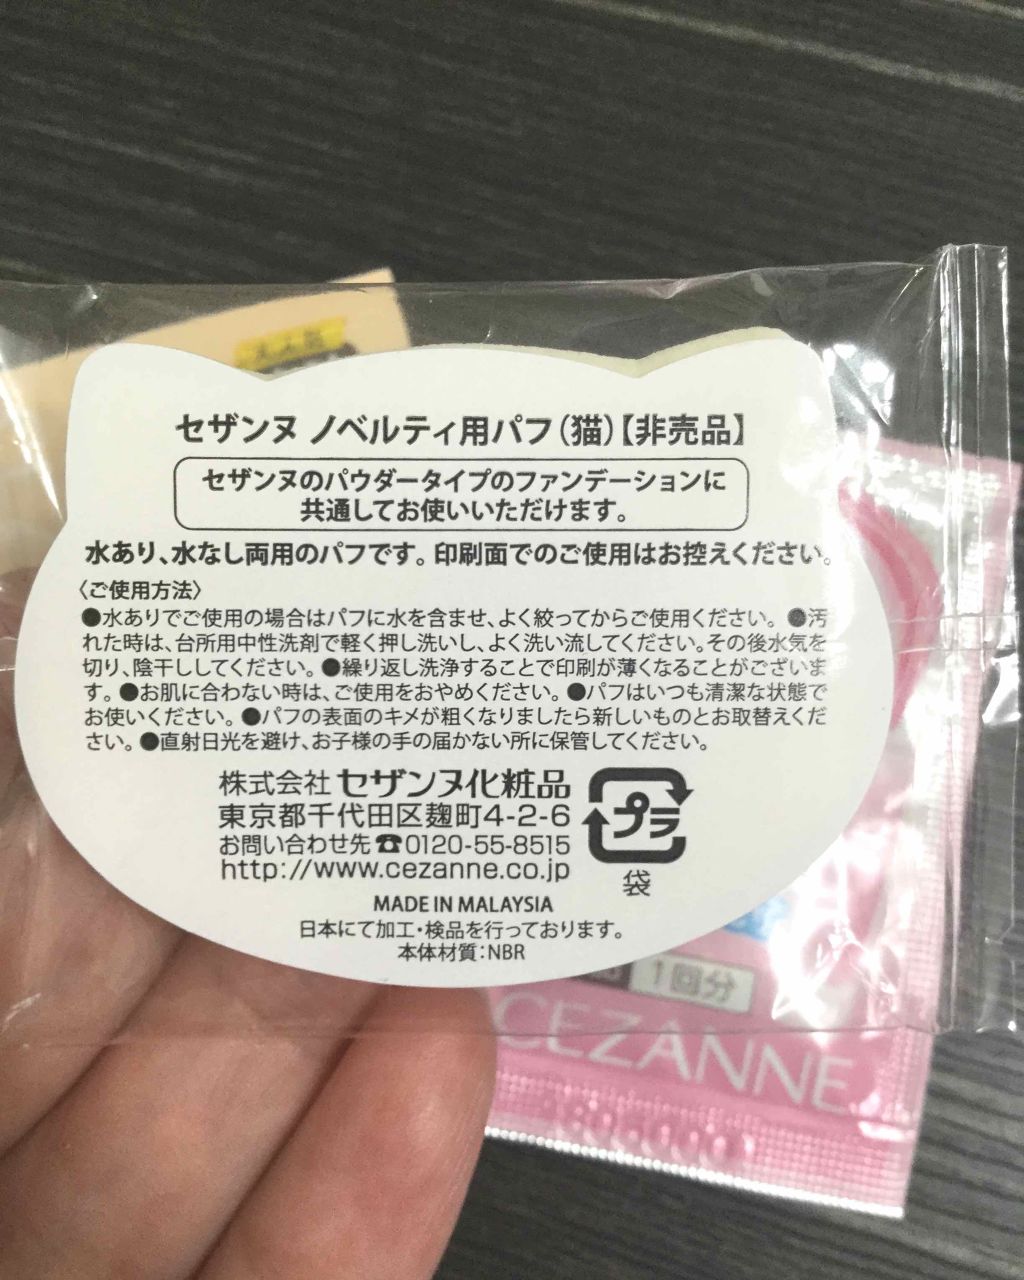 セザンヌ ノベルティ用パフ(猫)【非売品】
セザンヌのパウダータイプのファンデーションに
共通してお使いいただけます。
水あり、水なし両用のパフです。印刷面でのご使用はお控えください。
〈ご使用方法〉
●水ありでご使用の場合はパフに水を含ませ、よく絞ってからご使用ください。 ●汚
れた時は、台所用中性洗剤で軽く押し洗いし、よく洗い流してください。その後水気を
切り、陰干ししてください。●繰り返し洗浄することで印刷が薄くなることがございま
す。●お肌に合わない時は、ご使用をおやめください。●パフはいつも清潔な状態で
お使いください。●パフの表面のキメが粗くなりましたら新しいものとお取替えくだ
さい。●直射日光を避け、お子様の手の届かない所に保管してください。
株式会社 セザンヌ化粧品
東京都千代田区麹町4-2-6
お問い合わせ先☎0120-55-8515
http://www.cezanne.co.jp
プラ
袋
MADE IN MALAYSIA
日本にて加工・検品を行っております。
本体材質:NBR
1回分
CEZANNE